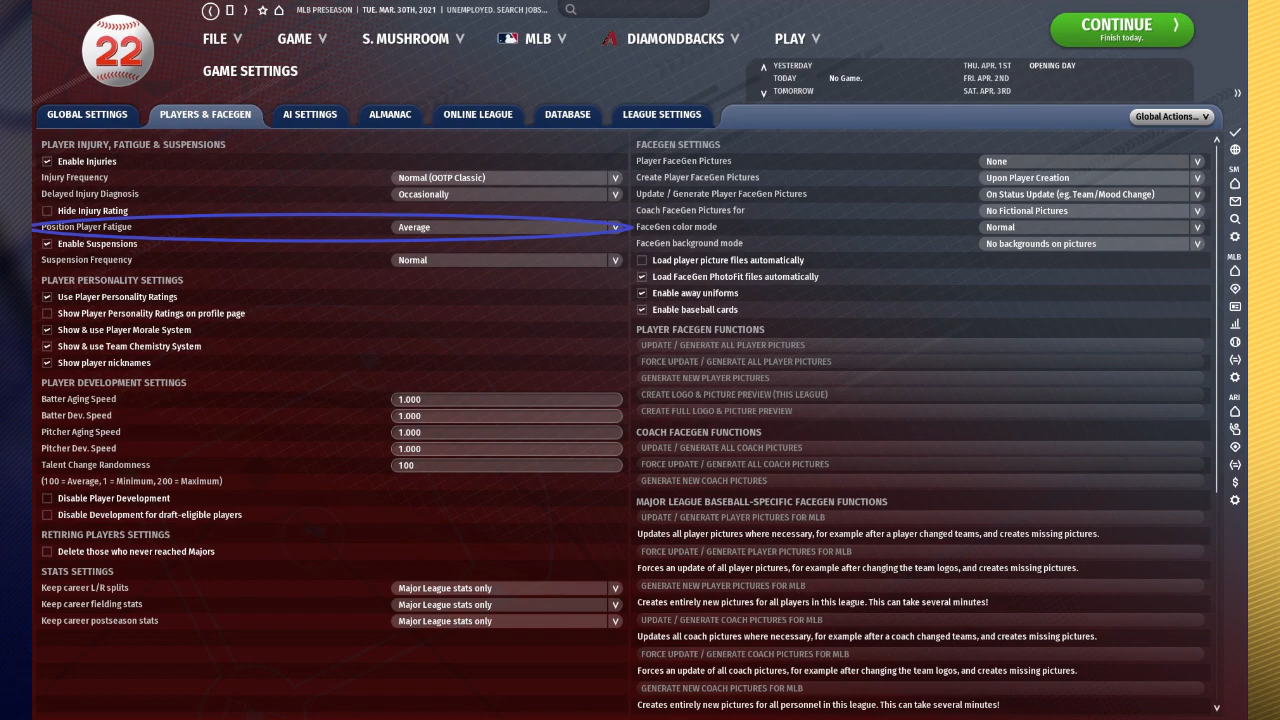 MLB PRESEASON | TUE. MAR. 30TH, 2021 | UNEMPLOYED. SEARCH JOBS...
22
FILE GAME S. MUSHROOM MLB DIAMONDBACKS PLAY
CONTINUE
Finish today.
GAME SETTINGS
YESTERDAY THU. APR. 1ST OPENING DAY
TODAY No Game. FRI. APR. 2ND
TOMORROW SAT. APR. 3RD
GLOBAL SETTINGS PLAYERS & FACEGEN AI SETTINGS ALMANAC ONLINE LEAGUE DATABASE LEAGUE SETTINGS Global Actions...
PLAYER INJURY, FATIGUE & SUSPENSIONS
Enable Injuries
Injury Frequency Normal (OOTP Classic)
Delayed Injury Diagnosis Occasionally
Hide Injury Rating
Position Player Fatigue Average
Enable Suspensions
Suspension Frequency Normal
PLAYER PERSONALITY SETTINGS
Use Player Personality Ratings
Show Player Personality Ratings on profile page
Show & use Player Morale System
Show & use Team Chemistry System
Show player nicknames
PLAYER DEVELOPMENT SETTINGS
Batter Aging Speed 1.000
Batter Dev. Speed 1.000
Pitcher Aging Speed 1.000
Pitcher Dev. Speed 1.000
Talent Change Randomness 100
(100 = Average, 1 = Minimum, 200 = Maximum)
Disable Player Development
Disable Development for draft-eligible players
RETIRING PLAYERS SETTINGS
Delete those who never reached Majors
STATS SETTINGS
Keep career L/R splits Major League stats only
Keep career fielding stats Major League stats only
Keep career postseason stats Major League stats only
FACEGEN SETTINGS
Player FaceGen Pictures None
Create Player FaceGen Pictures Upon Player Creation
Update / Generate Player FaceGen Pictures On Status Update (eg. Team/Mood Change)
Coach FaceGen Pictures for No Fictional Pictures
FaceGen color mode Normal
FaceGen background mode No backgrounds on pictures
Load player picture files automatically
Load FaceGen PhotoFit files automatically
Enable away uniforms
Enable baseball cards
PLAYER FACEGEN FUNCTIONS
UPDATE / GENERATE ALL PLAYER PICTURES
FORCE UPDATE / GENERATE ALL PLAYER PICTURES
GENERATE NEW PLAYER PICTURES
CREATE LOGO & PICTURE PREVIEW (THIS LEAGUE)
CREATE FULL LOGO & PICTURE PREVIEW
COACH FACEGEN FUNCTIONS
UPDATE / GENERATE ALL COACH PICTURES
FORCE UPDATE / GENERATE ALL COACH PICTURES
GENERATE NEW COACH PICTURES
MAJOR LEAGUE BASEBALL-SPECIFIC FACEGEN FUNCTIONS
UPDATE / GENERATE PLAYER PICTURES FOR MLB
Updates all player pictures where necessary, for example after a player changed teams, and creates missing pictures.
FORCE UPDATE / GENERATE PLAYER PICTURES FOR MLB
Forces an update of all player pictures, for example after changing the team logos, and creates missing pictures.
GENERATE NEW PLAYER PICTURES FOR MLB
Creates entirely new pictures for all players in this league. This can take several minutes!
UPDATE / GENERATE COACH PICTURES FOR MLB
Updates all coach pictures where necessary, for example after a coach changed teams, and creates missing pictures.
FORCE UPDATE / GENERATE COACH PICTURES FOR MLB
Forces an update of all coach pictures, for example after changing the team logos, and creates missing pictures.
GENERATE NEW COACH PICTURES FOR MLB
Creates entirely new pictures for all personnel in this league. This can take several minutes!
SM
MLB
ARI